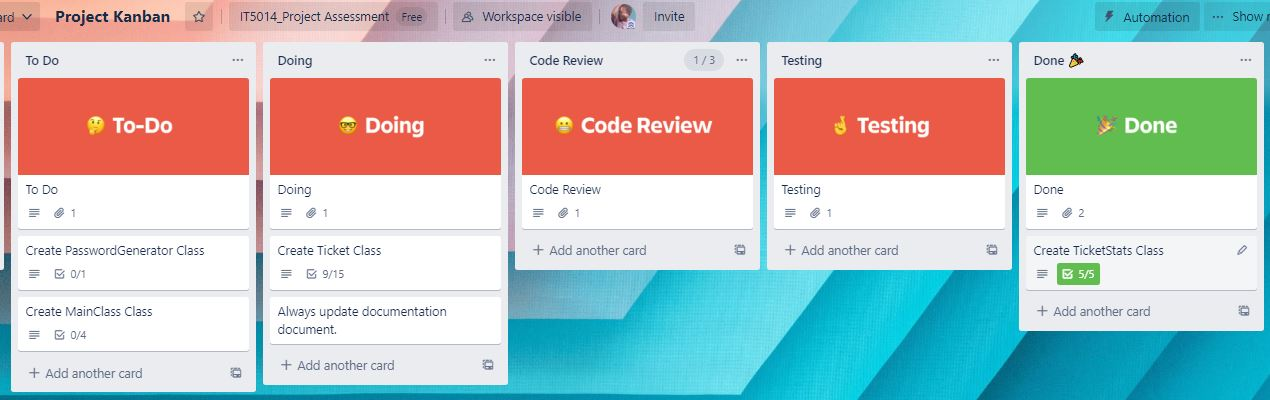 ard
Project Kanban
IT5014_Project Assessment Free
Workspace visible
Invite
Automation
Show
To Do
To-Do
To Do
1
Create PasswordGenerator Class
0/1
Create MainClass Class
0/4
Add another card
Doing
Doing
Doing
1
Create Ticket Class
9/15
Always update documentation
document.
Add another card
Code Review
1 / 3
Code Review
Code Review
1
Add another card
Testing
Testing
Testing
1
Add another card
Done
Done
Done
2
Create TicketStats Class
5/5
Add another card